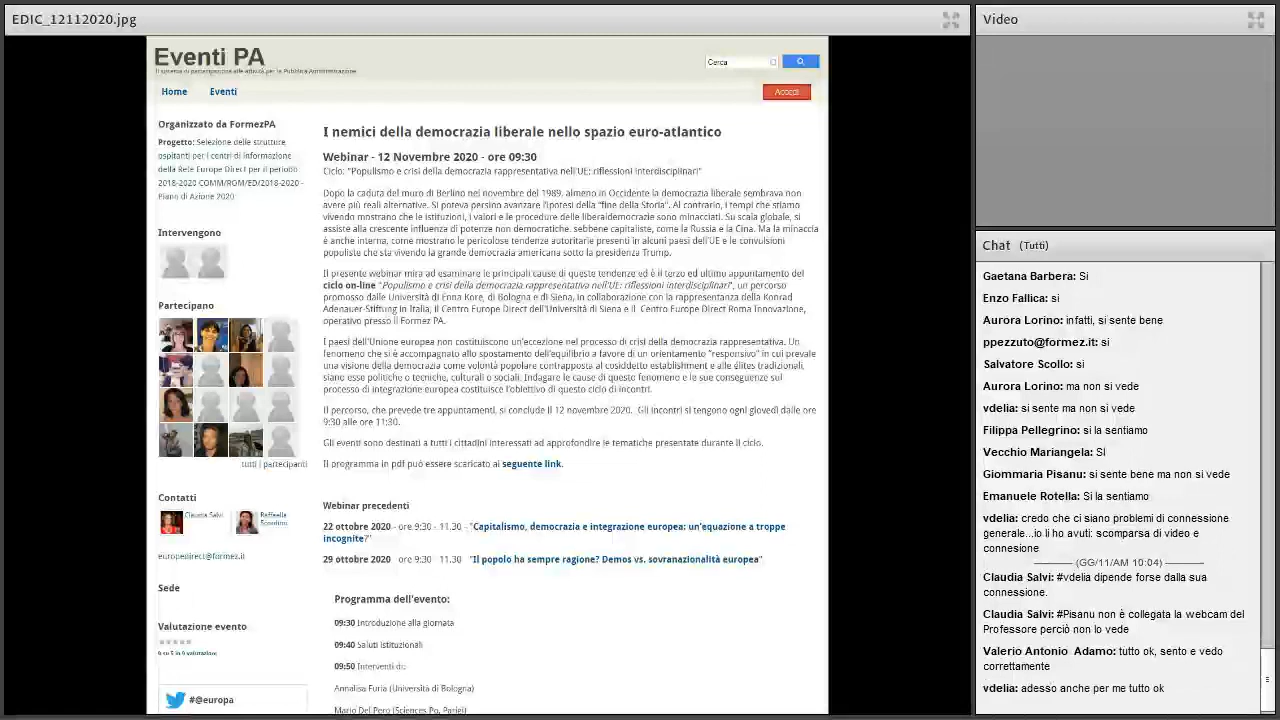 EDIC_12112020.jpg
Eventi PA
Il sistema di partecipazione alle attività per la Pubblica Amministrazione
Cerca
Home
Eventi
Accedi
Organizzato da FormezPA
Progetto: Selezione delle strutture
ospitanti per i centri di informazione
della Rete Europe Direct per il periodo
2018-2020 COMM/ROM/ED/2018-2020 -
Piano di Azione 2020
Intervengono
Partecipano
tutti i partecipanti
Contatti
Claudia Salvi
Raffaella
europedirect@formez.it
Sede
Valutazione evento
#@europa
I nemici della democrazia liberale nello spazio euro-atlantico
Webinar - 12 Novembre 2020 - ore 09:30
Ciclo: "Populismo e crisi della democrazia rappresentativa nell'UE: riflessioni interdisciplinari"
Dopo la caduta del muro di Berlino nel novembre del 1989, almeno in Occidente la democrazia liberale sembrava non
avere più reali alternative. Si poteva persino avanzare l'ipotesi della "fine della Storia". Al contrario, i tempi che stiamo
vivendo mostrano che le istituzioni, i valori e le procedure delle liberaldemocrazie sono minacciati. Su scala globale, si
assiste alla crescente influenza di potenze non democratiche, sebbene capitaliste, come la Russia e la Cina. Ma la minaccia
è anche interna, come mostrano le pericolose tendenze autoritarie presenti in alcuni paesi dell'UE e le convulsioni
populiste che sta vivendo la grande democrazia americana sotto la presidenza Trump.
Il presente webinar mira ad esaminare le principali cause di queste tendenze ed è il terzo ed ultimo appuntamento del
ciclo on-line "Populismo e crisi della democrazia rappresentativa nell'UE: riflessioni interdisciplinari", un percorso
promosso dalle Università di Enna Kore, di Bologna e di Siena, in collaborazione con la rappresentanza della Konrad
Adenauer-Stiftung in Italia, il Centro Europe Direct dell'Università di Siena e il Centro Europe Direct Roma Innovazione,
operativo presso il Formez PA.
I paesi dell'Unione europea non costituiscono un'eccezione nel processo di crisi della democrazia rappresentativa. Un
fenomeno che si è accompagnato allo spostamento dell'equilibrio a favore di un orientamento "responsivo" in cui prevale
una visione della democrazia come volontà popolare contrapposta al cosiddetto establishment e alle élites tradizionali,
siano esse politiche o tecniche, culturali o sociali. Indagare le cause di questo fenomeno e le sue conseguenze sul
processo di integrazione europea costituisce l'obiettivo di questo ciclo di incontri.
Il percorso, che prevede tre appuntamenti, si conclude il 12 novembre 2020. Gli incontri si tengono ogni giovedì dalle ore
9:30 alle ore 11:30.
Gli eventi sono destinati a tutti i cittadini interessati ad approfondire le tematiche presentate durante il ciclo.
Il programma in pdf può essere scaricato al seguente link.
Webinar precedenti
22 ottobre 2020 - ore 9:30 - 11.30 - "Capitalismo, democrazia e integrazione europea: un'equazione a troppe
incognite?"
29 ottobre 2020 ore 9:30 11.30 "Il popolo ha sempre ragione? Demos vs. sovranazionalità europea"
Programma dell'evento:
09:30 Introduzione alla giornata
09:40 Saluti istituzionali
09:50 Interventi di:
Annalisa Furia (Università di Bologna)
Mario Del Pero (Sciences Po, Parigi)
Video
Chat (Tutti)
Gaetana Barbera: Si
Enzo Fallica: si
Aurora Lorino: infatti, si sente bene
ppezzuto@formez.it: si
Salvatore Scollo: si
Aurora Lorino: ma non si vede
vdelia: si sente ma non si vede
Filippa Pellegrino: si la sentiamo
Vecchio Mariangela: SI
Giommaria Pisanu: si sente bene ma non si vede
Emanuele Rotella: Si la sentiamo
vdelia: credo che ci siano problemi di connessione
generale...io li ho avuti: scomparsa di video e
connesione
(GG/11/AM 10:04)
Claudia Salvi: #vdelia dipende forse dalla sua
connessione.
Claudia Salvi: #Pisanu non è collegata la webcam del
Professore perciò non lo vede
Valerio Antonio Adamo: tutto ok, sento e vedo
correttamente
vdelia: adesso anche per me tutto ok